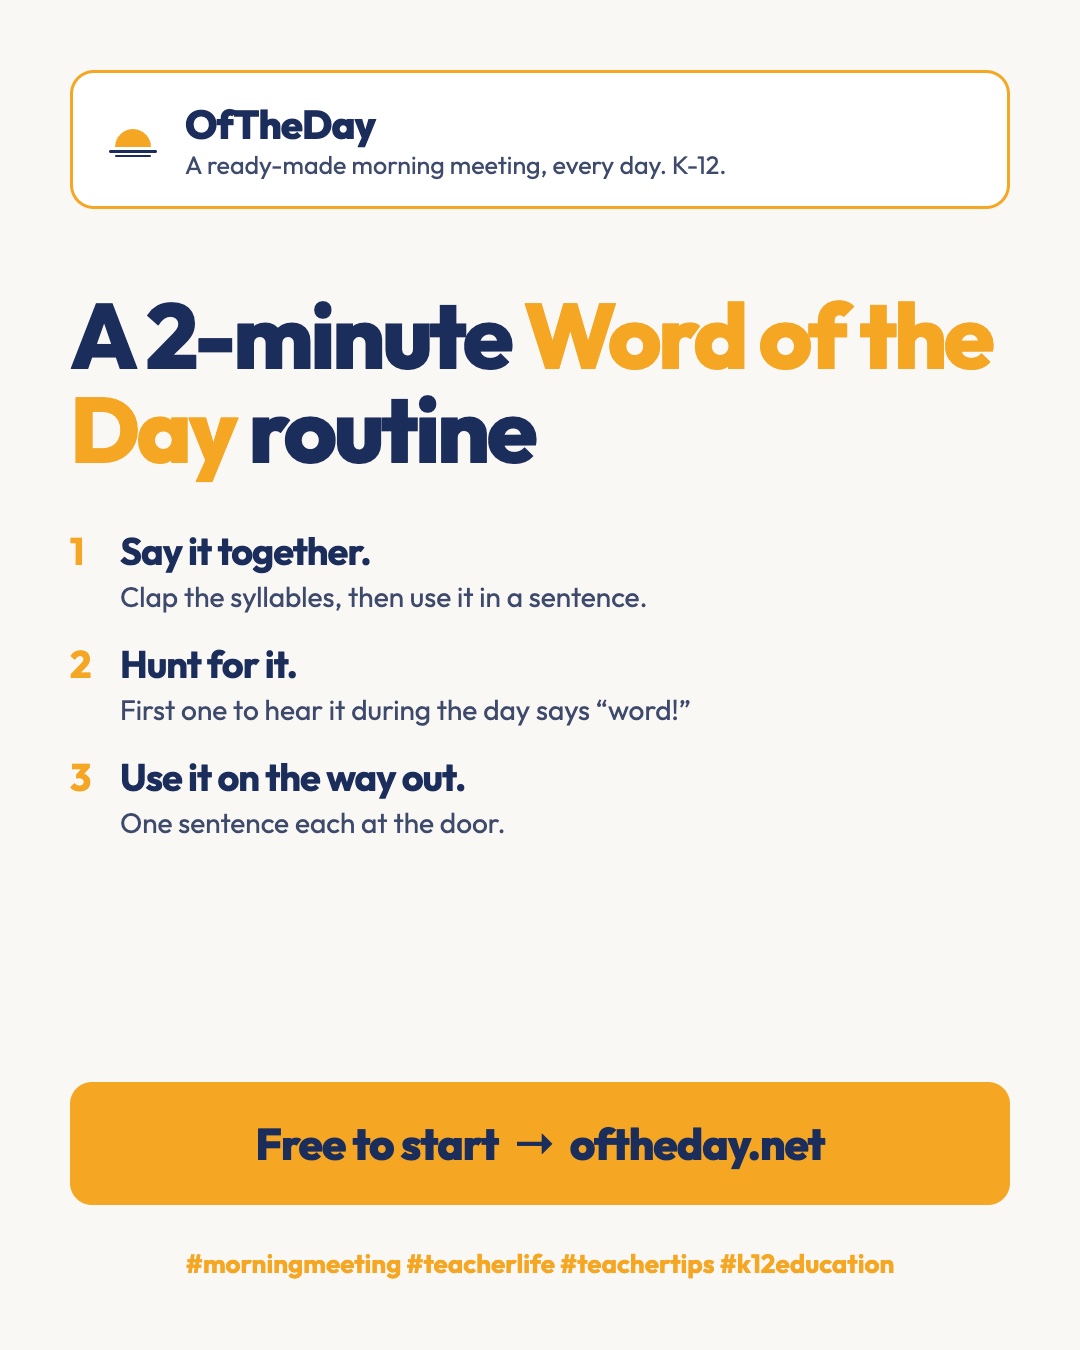 OfTheDay
A ready-made morning meeting, every day. K-12.
A 2-minute Word of the
Day routine
1 Say it together.
Clap the syllables, then use it in a sentence.
2 Hunt for it.
First one to hear it during the day says “word!”
3 Use it on the way out.
One sentence each at the door.
Free to start → oftheday.net
#morningmeeting #teacherlife #teachertips #k12education